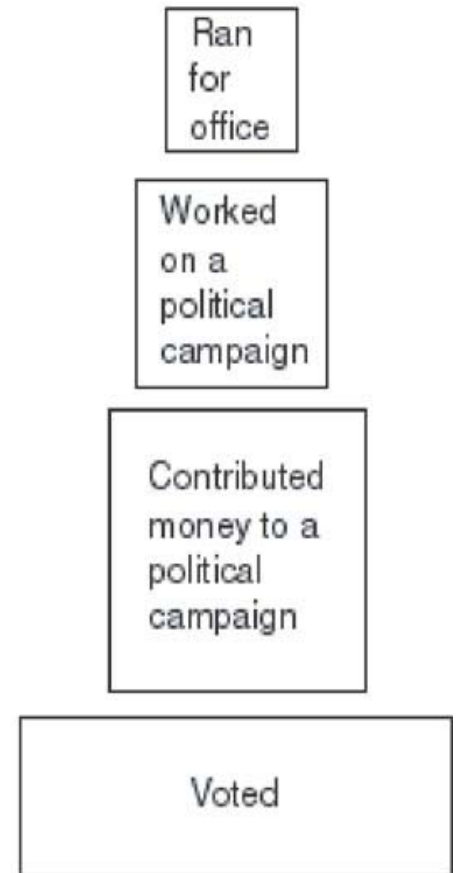 Ran
for
office
Worked
on a
political
campaign
Contributed
money to a
political
campaign
Voted